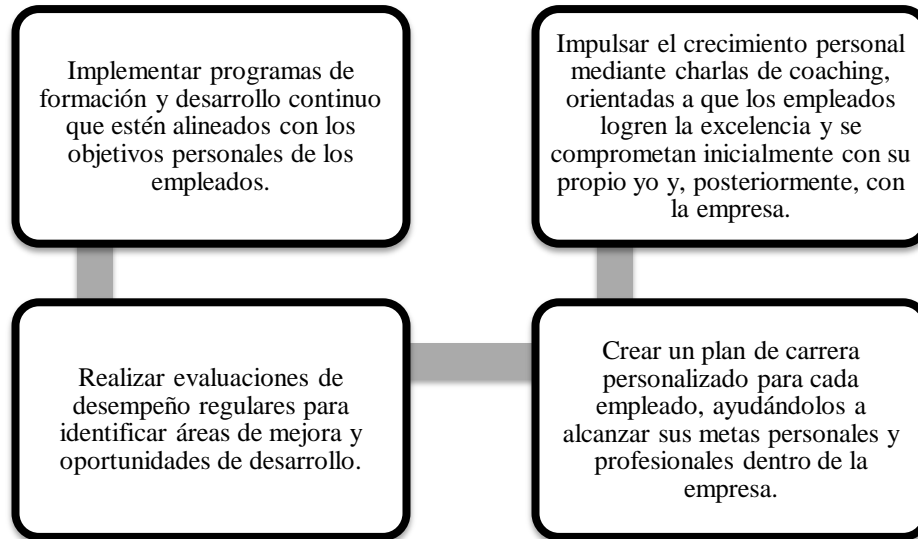 Implementar programas de
formación y desarrollo continuo
que estén alineados con los
objetivos personales de los
empleados.
Realizar evaluaciones de
desempeño regulares para
identificar áreas de mejora y
oportunidades de desarrollo.
Crear un plan de carrera
personalizado para cada
empleado, ayudándolos a
alcanzar sus metas personales y
profesionales dentro de la
empresa.
Impulsar el crecimiento personal
mediante charlas de coaching,
orientadas a que los empleados
logren la excelencia y se
comprometan inicialmente con su
propio yo y, posteriormente, con
la empresa.